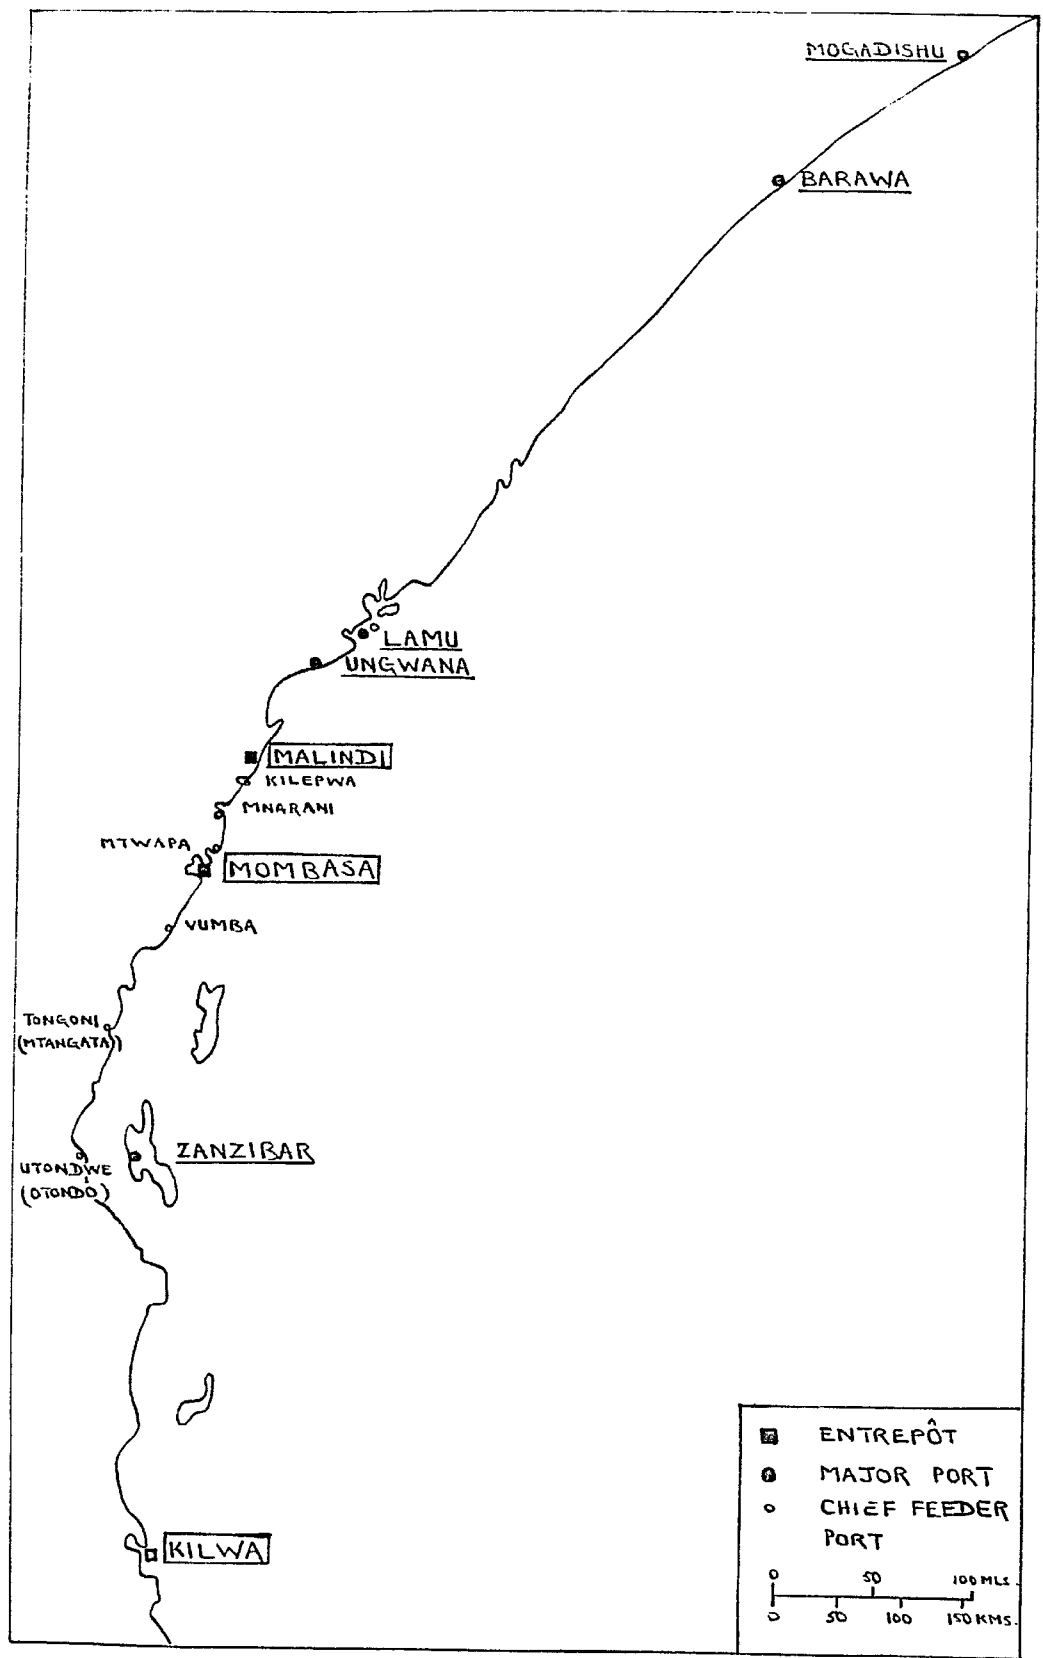 MOGADISHU
BARAWA
LAMU
UNGWANA
MALINDI
KILEPWA
MNARANI
MTWAPA
MOMBASA
VUMBA
TONGONI
(MTANGATA)
ZANZIBAR
UTONDWE
(OTONDO)
KILWA
ENTREPÔT
MAJOR PORT
CHIEF FEEDER
PORT
0 50 100 MLS.
0 50 100 150 KMS.